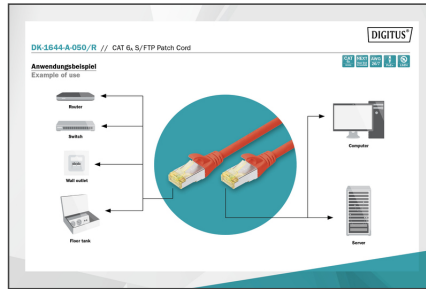 DIGITUS®
DK-1644-A-050/R // CAT 6A S/FTP Patch Cord
Anwendungsbeispiel
Example of use
Router
Switch
Wall outlet
Floor tank
Computer
Server